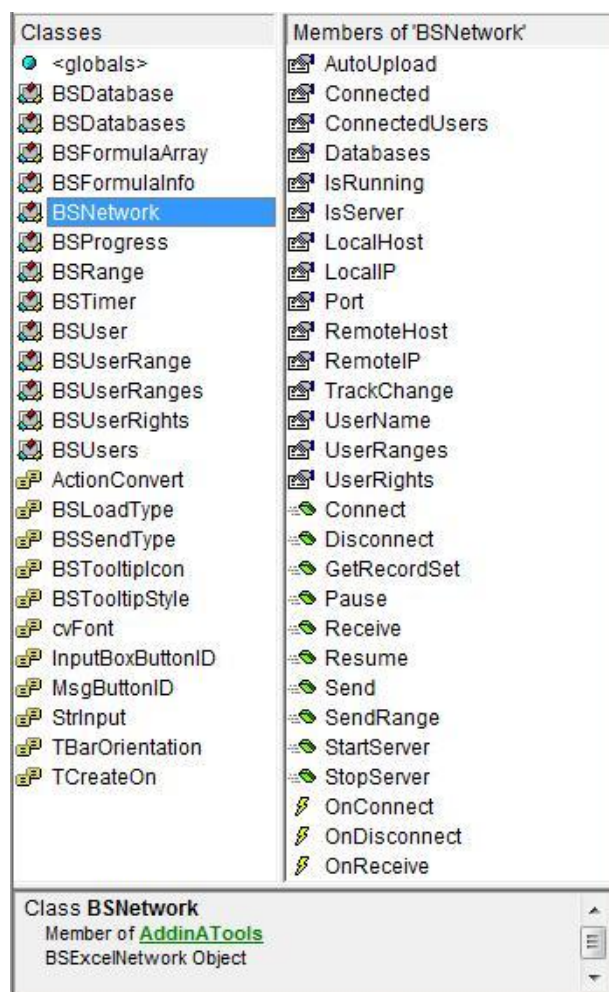 Classes
<globals>
BSDatabase
BSDatabases
BSFormulaArray
BSFormulaInfo
BSNetwork
BSProgress
BSRange
BSTimer
BSUser
BSUserRange
BSUserRanges
BSUserRights
BSUsers
ActionConvert
BSLoadType
BSSendType
BSTooltipIcon
BSTooltipStyle
cvFont
InputBoxButtonID
MsgButtonID
StrInput
TBarOrientation
TCreateOn
Members of 'BSNetwork'
AutoUpload
Connected
ConnectedUsers
Databases
IsRunning
IsServer
LocalHost
LocalIP
Port
RemoteHost
RemoteIP
TrackChange
UserName
UserRanges
UserRights
Connect
Disconnect
GetRecordSet
Pause
Receive
Resume
Send
SendRange
StartServer
StopServer
OnConnect
OnDisconnect
OnReceive
Class BSNetwork
Member of AddinATools
BSExcelNetwork Object